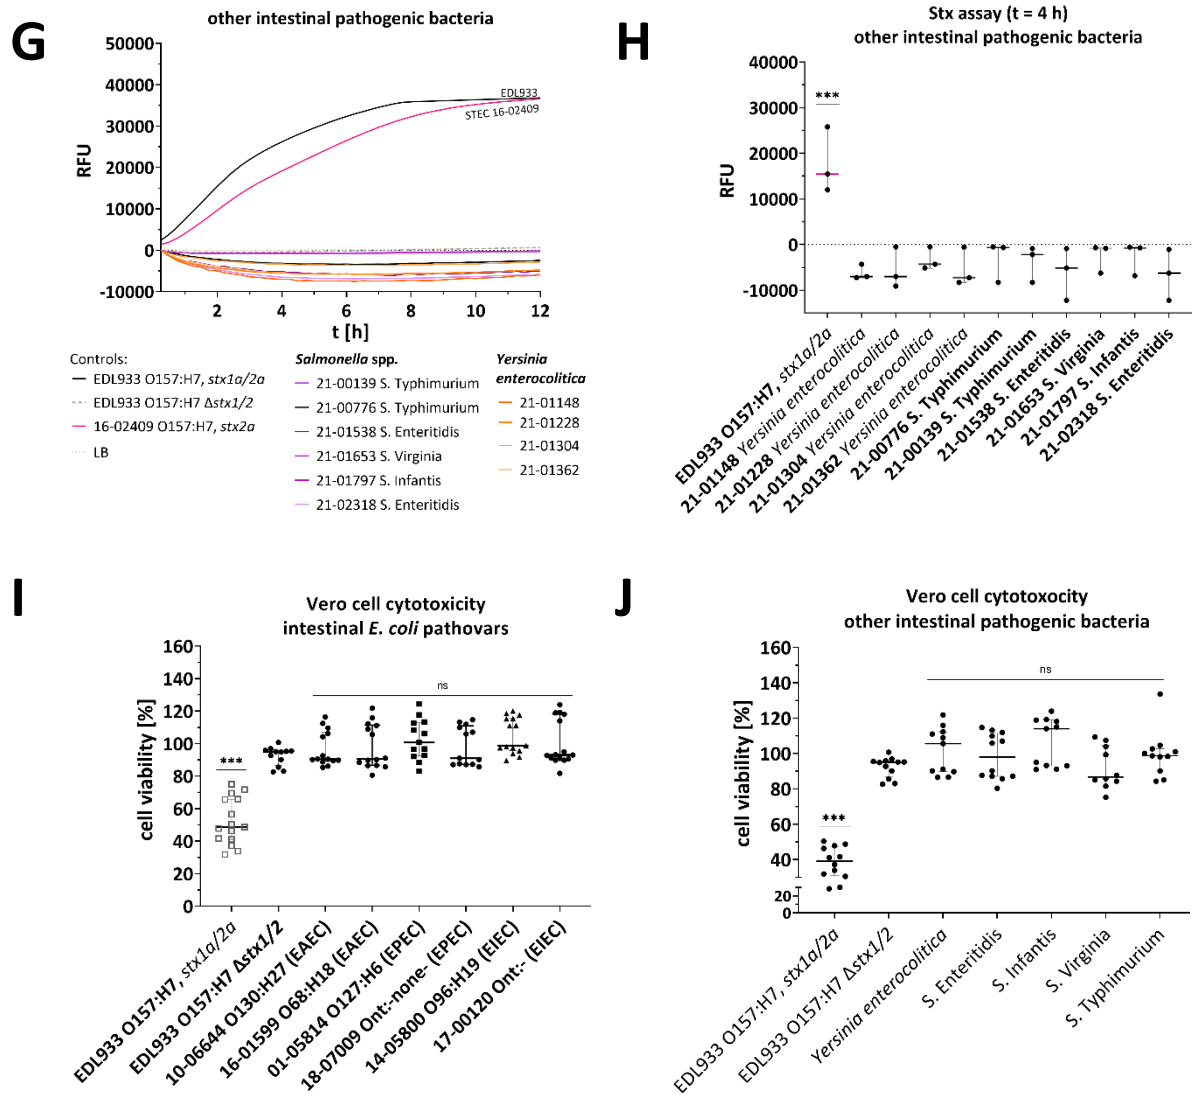 G
other intestinal pathogenic bacteria
RFU
50000
40000
30000
20000
10000
0
-10000
EDL933
STEC 16-02409
2
4
6
8
10
12
t [h]
Controls:
EDL933 O157:H7, stx1a/2a
EDL933 O157:H7 Δstx1/2
16-02409 O157:H7, stx2a
LB
Salmonella spp.
21-00139 S. Typhimurium
21-00776 S. Typhimurium
21-01538 S. Enteritidis
21-01653 S. Virginia
21-01797 S. Infantis
21-02318 S. Enteritidis
Yersinia
enterocolitica
21-01148
21-01228
21-01304
21-01362
H
Stx assay (t = 4 h)
other intestinal pathogenic bacteria
RFU
40000
30000
20000
10000
0
-10000
***
EDL933 O157:H7, stx1a/2a
21-01148 Yersinia enterocolitica
21-01228 Yersinia enterocolitica
21-01304 Yersinia enterocolitica
21-01362 Yersinia enterocolitica
21-00776 S. Typhimurium
21-00139 S. Typhimurium
21-01538 S. Enteritidis
21-01653 S. Virginia
21-01797 S. Infantis
21-02318 S. Enteritidis
I
Vero cell cytotoxicity
intestinal E. coli pathovars
cell viability [%]
160
140
120
100
80
60
40
20
0
***
ns
EDL933 O157:H7, stx1a/2a
EDL933 O157:H7 Δstx1/2
10-06644 O130:H27 (EAEC)
16-01599 O68:H18 (EAEC)
01-05814 O127:H6 (EPEC)
18-07009 Ont:-none- (EPEC)
14-05800 O96:H19 (EIEC)
17-00120 Ont:- (EIEC)
J
Vero cell cytotoxocity
other intestinal pathogenic bacteria
cell viability [%]
160
140
120
100
80
60
40
20
0
***
ns
EDL933 O157:H7, stx1a/2a
EDL933 O157:H7 Δstx1/2
Yersinia enterocolitica
S. Enteritidis
S. Infantis
S. Virginia
S. Typhimurium